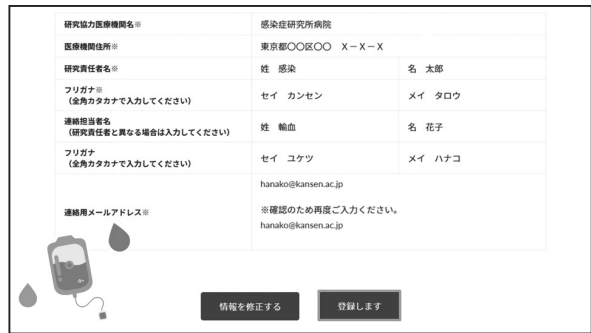 研究協力医療機関名※ 感染症研究所病院
医療機関住所※ 東京都〇〇区〇〇 X－X－X
研究責任者名※ 姓 感染 名 太郎
フリガナ※
（全角カタカナで入力してください） セイ カンセン メイ タロウ
連絡担当者名
（研究責任者と異なる場合は入力してください） 姓 輸血 名 花子
フリガナ
（全角カタカナで入力してください） セイ ユケツ メイ ハナコ
連絡用メールアドレス※
hanako@kansen.ac.jp
※確認のため再度ご入力ください。
hanako@kansen.ac.jp
情報を修正する 登録します